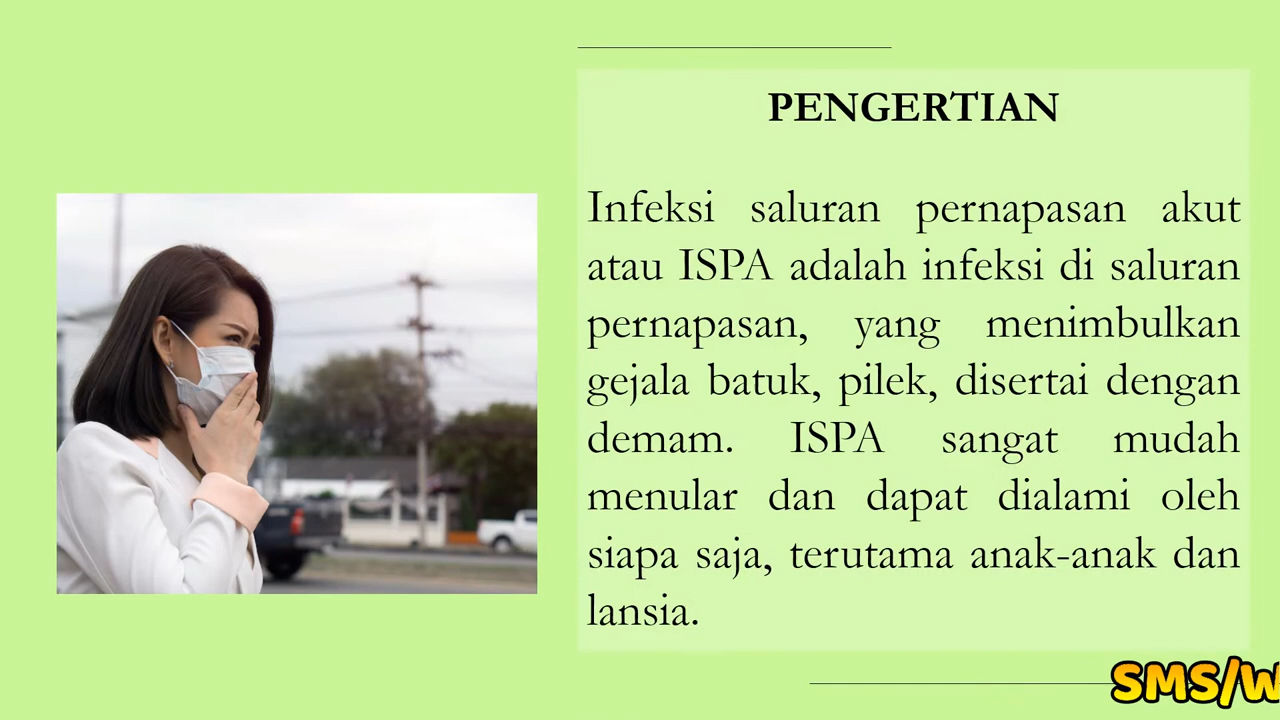 PENGERTIAN
Infeksi saluran pernapasan akut
atau ISPA adalah infeksi di saluran
pernapasan, yang menimbulkan
gejala batuk, pilek, disertai dengan
demam. ISPA sangat mudah
menular dan dapat dialami oleh
siapa saja, terutama anak-anak dan
lansia.
SMS/W